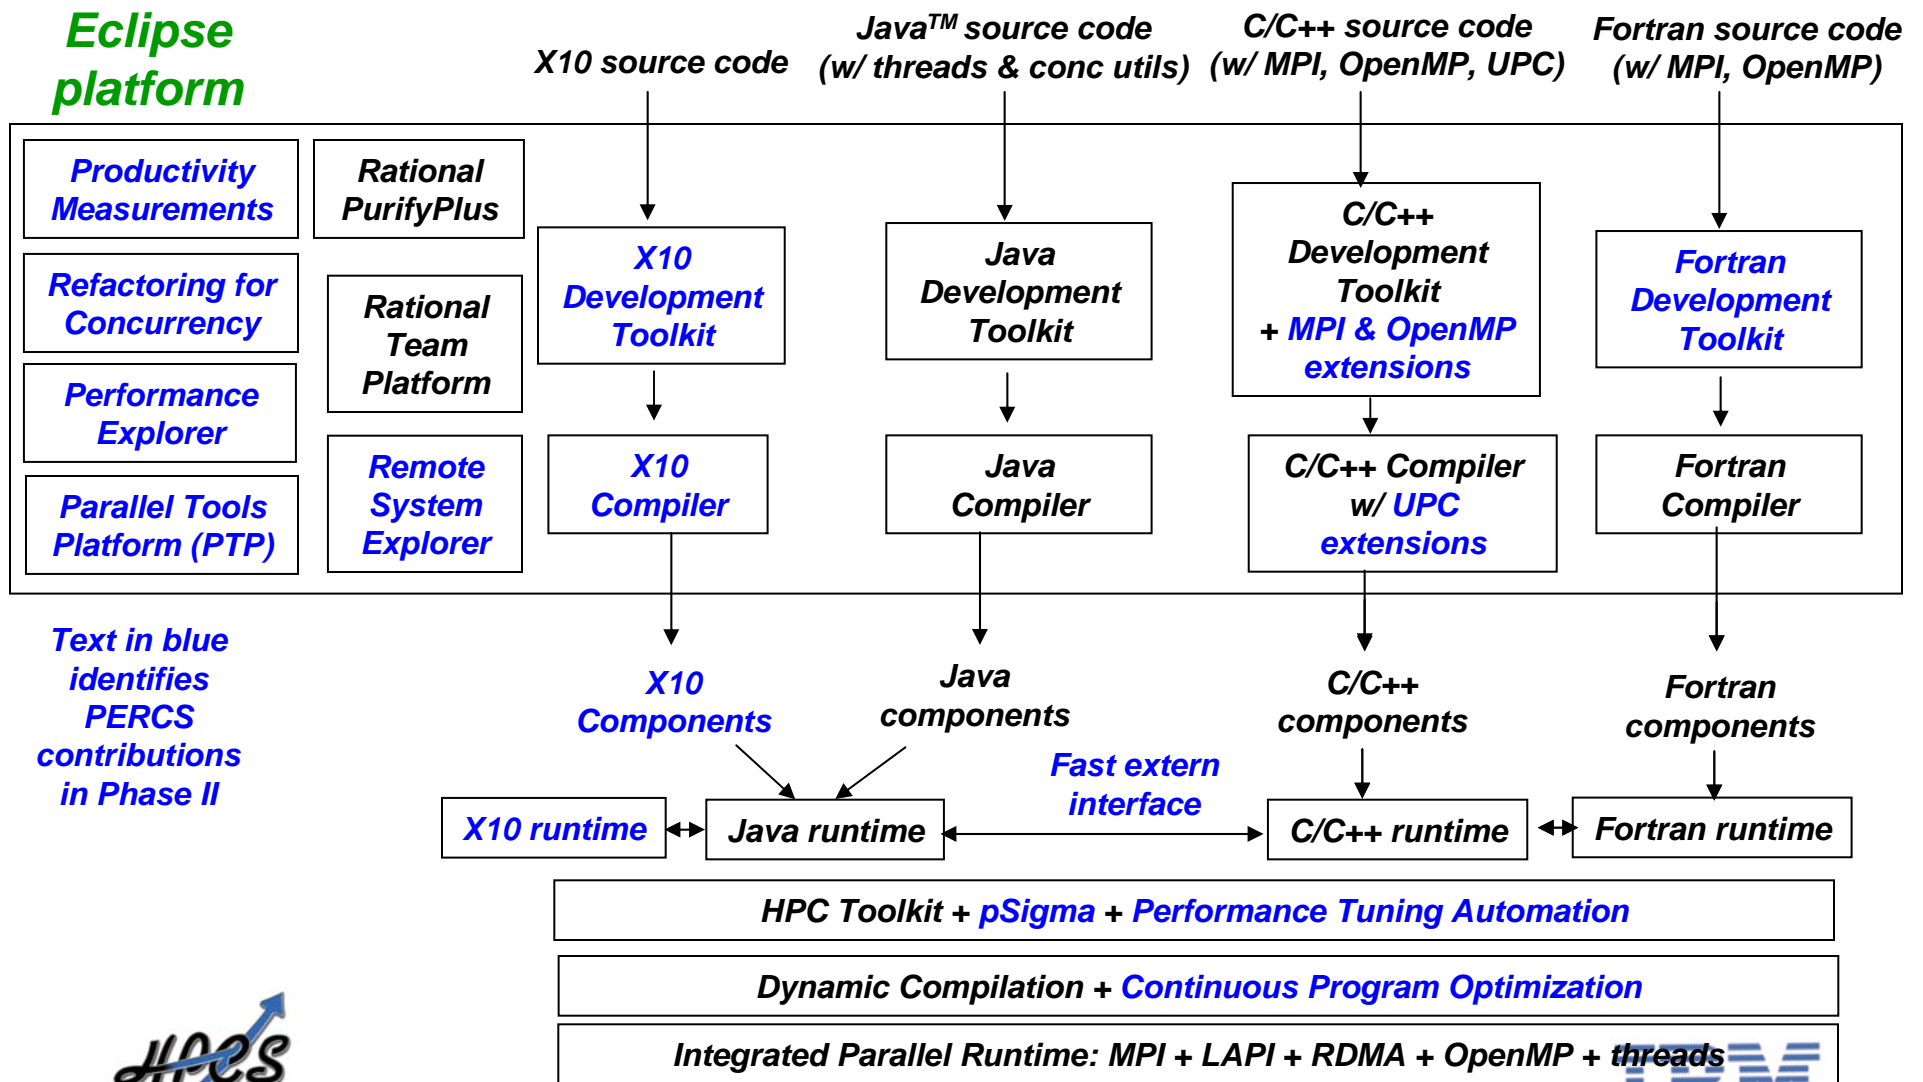 Eclipse
platform
X10 source code
Java™ source code
(w/ threads & conc utils)
C/C++ source code
(w/ MPI, OpenMP, UPC)
Fortran source code
(w/ MPI, OpenMP)
Productivity
Measurements
Rational
PurifyPlus
Refactoring for
Concurrency
Rational
Team
Platform
Performance
Explorer
Parallel Tools
Platform (PTP)
Remote
System
Explorer
X10
Development
Toolkit
Java
Development
Toolkit
C/C++
Development
Toolkit
+ MPI & OpenMP
extensions
Fortran
Development
Toolkit
X10
Compiler
Java
Compiler
C/C++ Compiler
w/ UPC
extensions
Fortran
Compiler
Text in blue
identifies
PERCS
contributions
in Phase II
X10
Components
Java
components
C/C++
components
Fortran
components
Fast extern
interface
X10 runtime
Java runtime
C/C++ runtime
Fortran runtime
HPC Toolkit + pSigma + Performance Tuning Automation
Dynamic Compilation + Continuous Program Optimization
Integrated Parallel Runtime: MPI + LAPI + RDMA + OpenMP + threads
HPCS
IBM